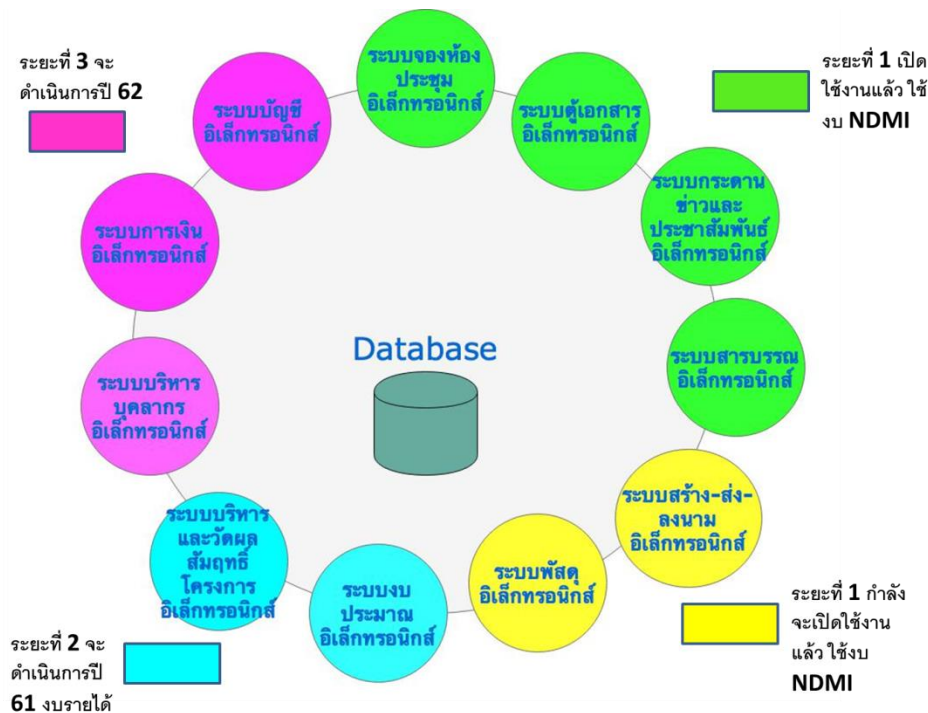 ระยะที่ 3 จะ
ดำเนินการปี 62
ระบบบัญชี
อิเล็กทรอนิกส์
ระบบจองห้อง
ประชุม
อิเล็กทรอนิกส์
ระบบตู้เอกสาร
อิเล็กทรอนิกส์
ระยะที่ 1 เปิด
ใช้งานแล้ว ใช้
งบ NDMI
ระบบกระดาน
ข่าวและ
ประชาสัมพันธ์
อิเล็กทรอนิกส์
ระบบการเงิน
อิเล็กทรอนิกส์
Database
ระบบสารบรรณ
อิเล็กทรอนิกส์
ระบบบริหาร
บุคลากร
อิเล็กทรอนิกส์
ระบบสร้าง-ส่ง-
ลงนาม
อิเล็กทรอนิกส์
ระบบบริหาร
และวัดผล
สัมฤทธิ์
โครงการ
อิเล็กทรอนิกส์
ระบบงบ
ประมาณ
อิเล็กทรอนิกส์
ระบบพัสดุ
อิเล็กทรอนิกส์
ระยะที่ 1 กำลัง
จะเปิดใช้งาน
แล้ว ใช้งบ
NDMI
ระยะที่ 2 จะ
ดำเนินการปี
61 งบรายได้